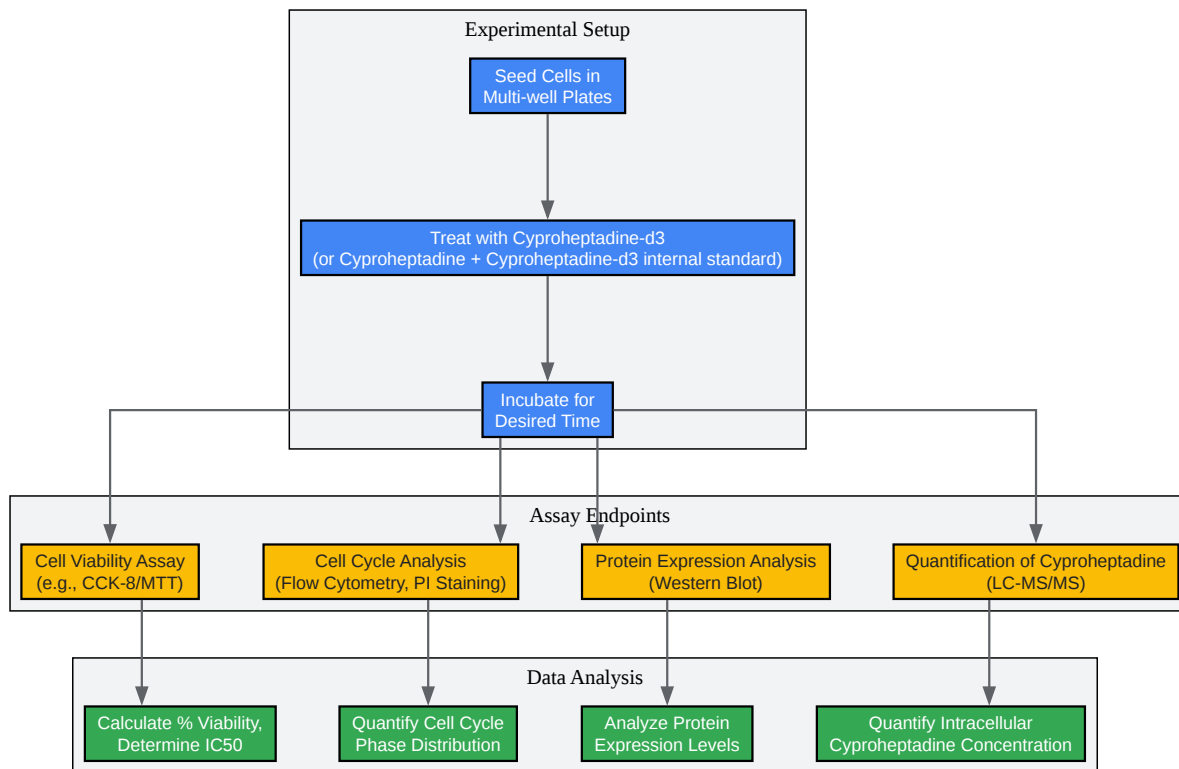 Experimental Setup
Seed Cells in
Multi-well Plates
Treat with Cyproheptadine-d3
(or Cyproheptadine + Cyproheptadine-d3 internal standard)
Incubate for
Desired Time
Assay Endpoints
Cell Viability Assay
(e.g., CCK-8/MTT)
Cell Cycle Analysis
(Flow Cytometry, PI Staining)
Protein Expression Analysis
(Western Blot)
Quantification of Cyproheptadine
(LC-MS/MS)
Data Analysis
Calculate % Viability,
Determine IC50
Quantify Cell Cycle
Phase Distribution
Analyze Protein
Expression Levels
Quantify Intracellular
Cyproheptadine Concentration